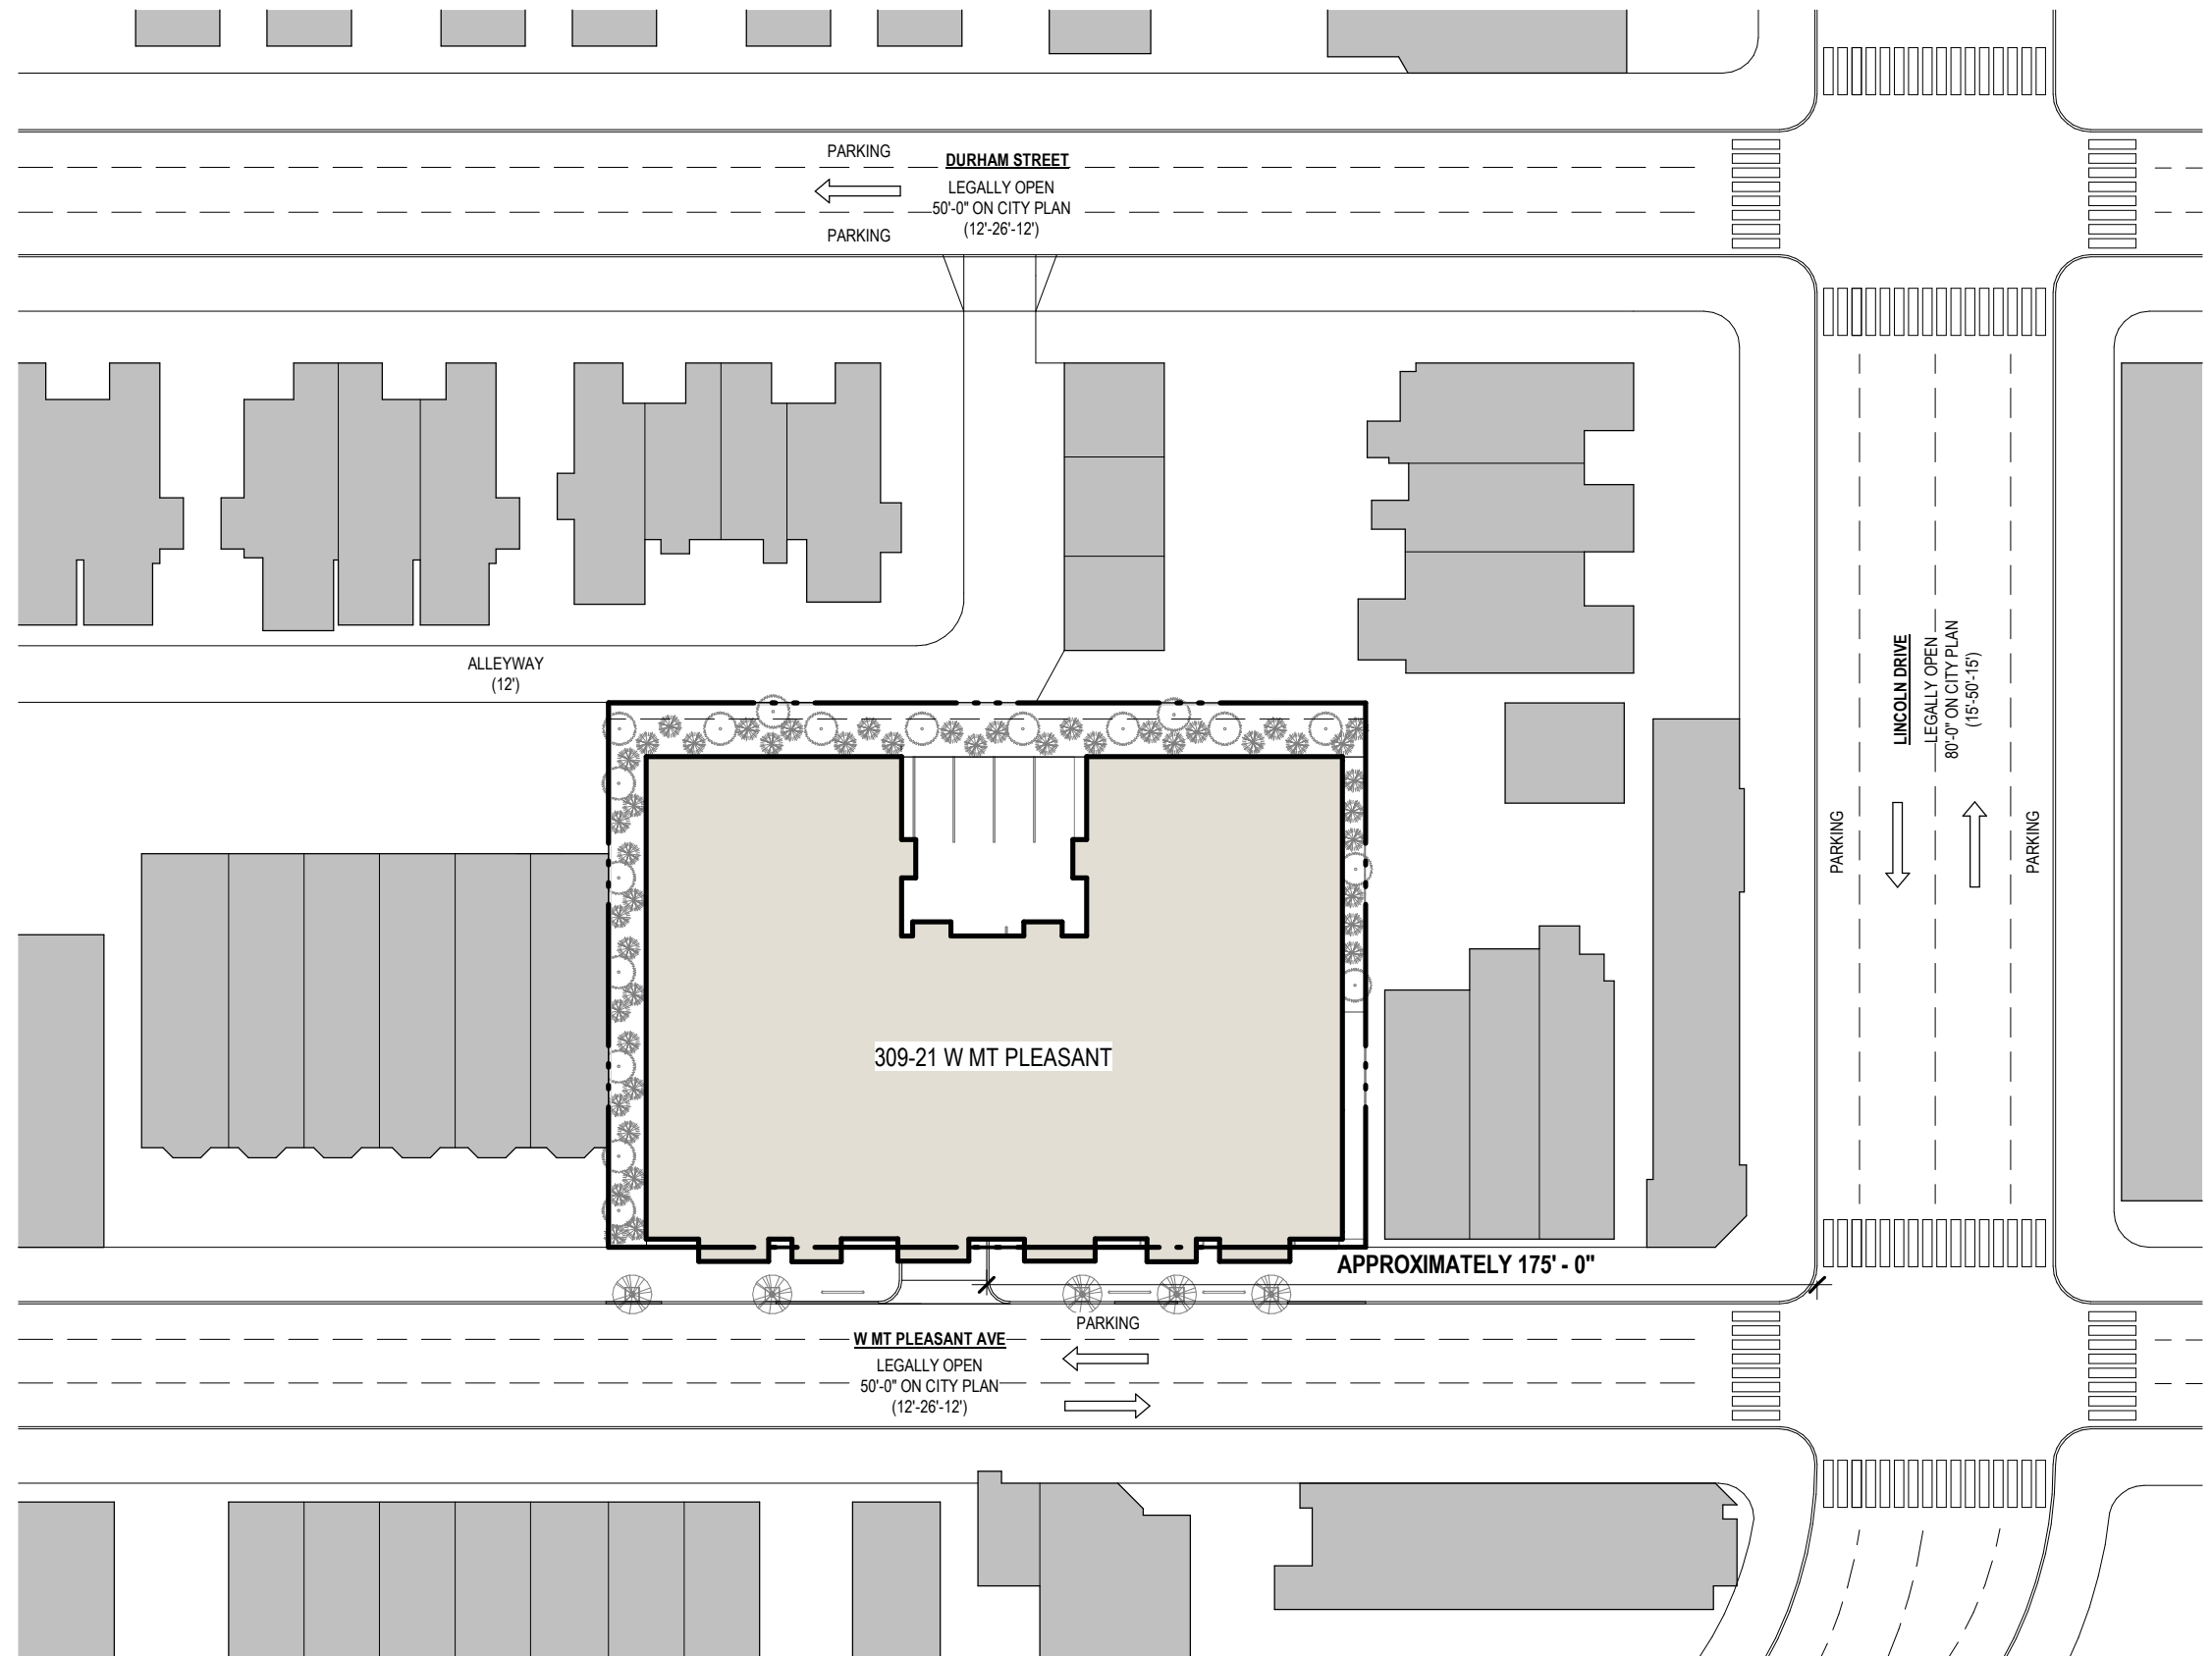 PARKING
DURHAM STREET
LEGALLY OPEN
50'-0" ON CITY PLAN
(12'-26'-12')
PARKING
ALLEYWAY
(12')
LINCOLN DRIVE
LEGALLY OPEN
80'-0" ON CITY PLAN
(15'-50'-15')
PARKING
PARKING
309-21 W MT PLEASANT
APPROXIMATELY 175' - 0"
PARKING
W MT PLEASANT AVE
LEGALLY OPEN
50'-0" ON CITY PLAN
(12'-26'-12')